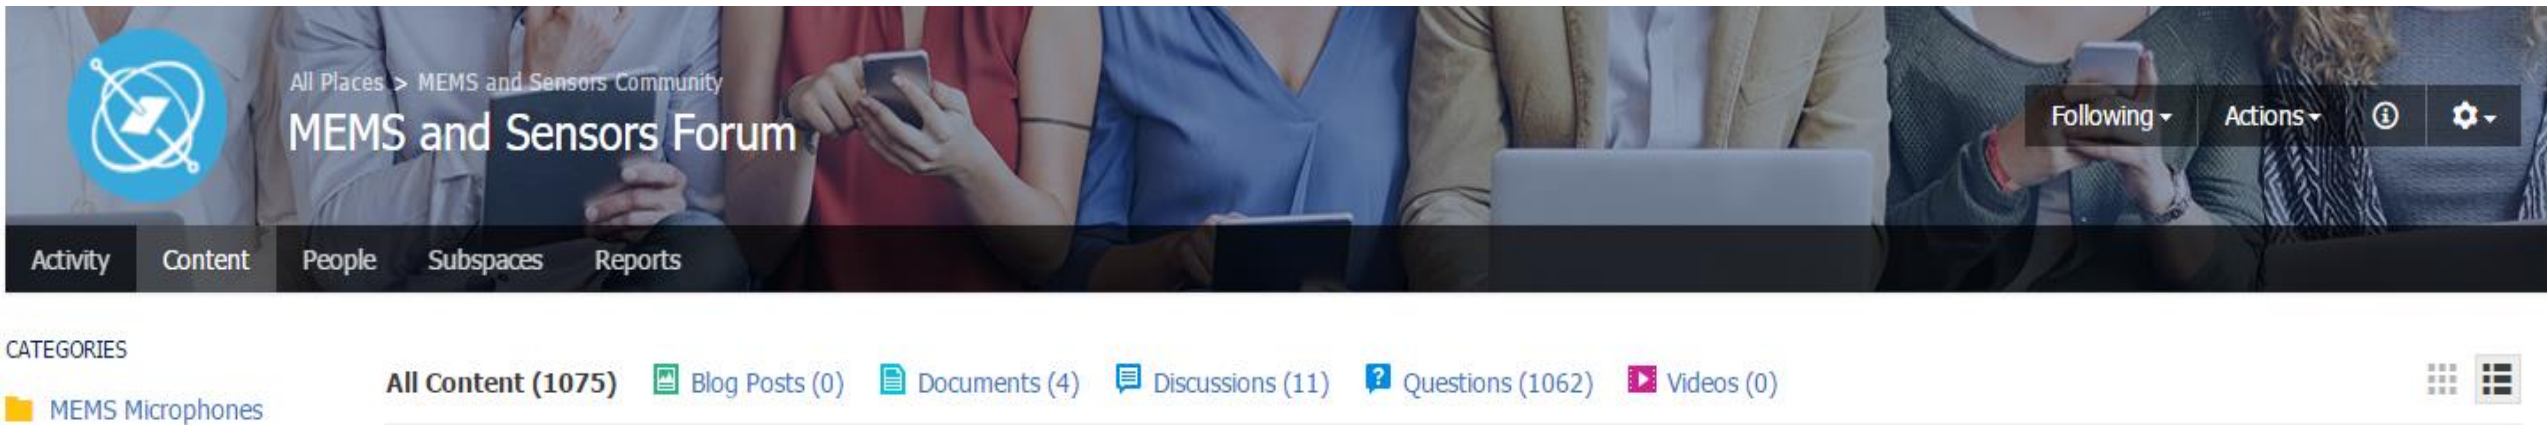 All Places > MEMS and Sensors Community
MEMS and Sensors Forum
Following Actions
Activity Content People Subspaces Reports
CATEGORIES
All Content (1075) Blog Posts (0) Documents (4) Discussions (11) Questions (1062) Videos (0)
MEMS Microphones